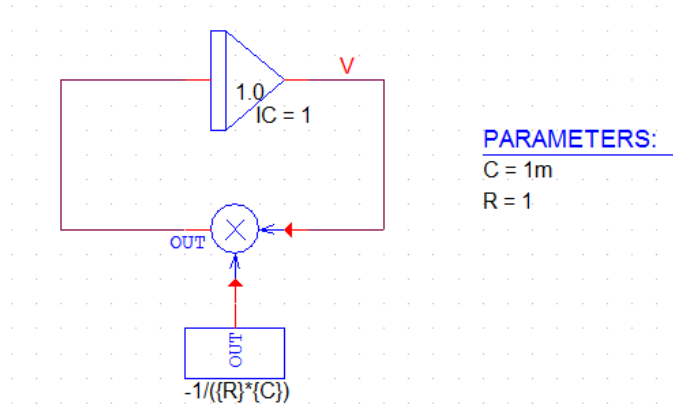 V
1.0
IC = 1
PARAMETERS:
C = 1m
R = 1
OUT
OUT
-1/({R}*{C})